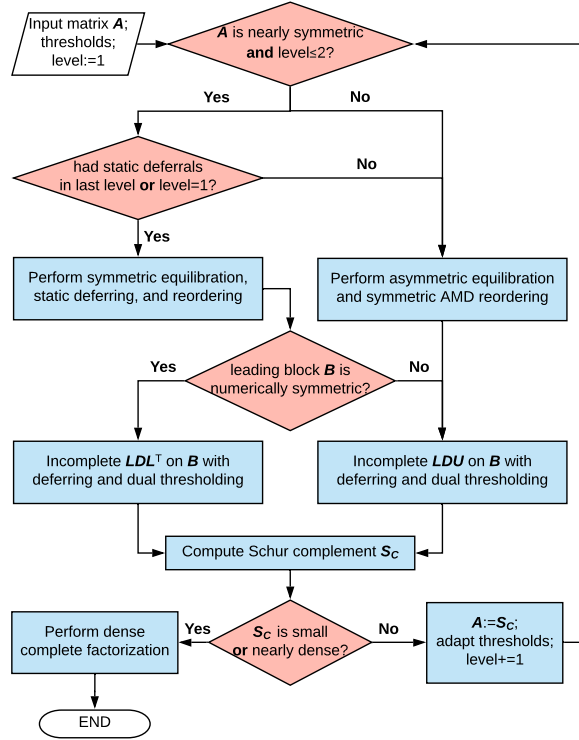 Input matrix A;
thresholds;
level:=1
A is nearly symmetric
and level≤2?
Yes
No
had static deferrals
in last level or level=1?
No
Yes
Perform symmetric equilibration,
static deferring, and reordering
Perform asymmetric equilibration
and symmetric AMD reordering
Yes
leading block B is
numerically symmetric?
No
Incomplete LDLᵀ on B with
deferring and dual thresholding
Incomplete LDU on B with
deferring and dual thresholding
Compute Schur complement S_C
Perform dense
complete factorization
Yes
S_C is small
or nearly dense?
No
A:=S_C;
adapt thresholds;
level+=1
END